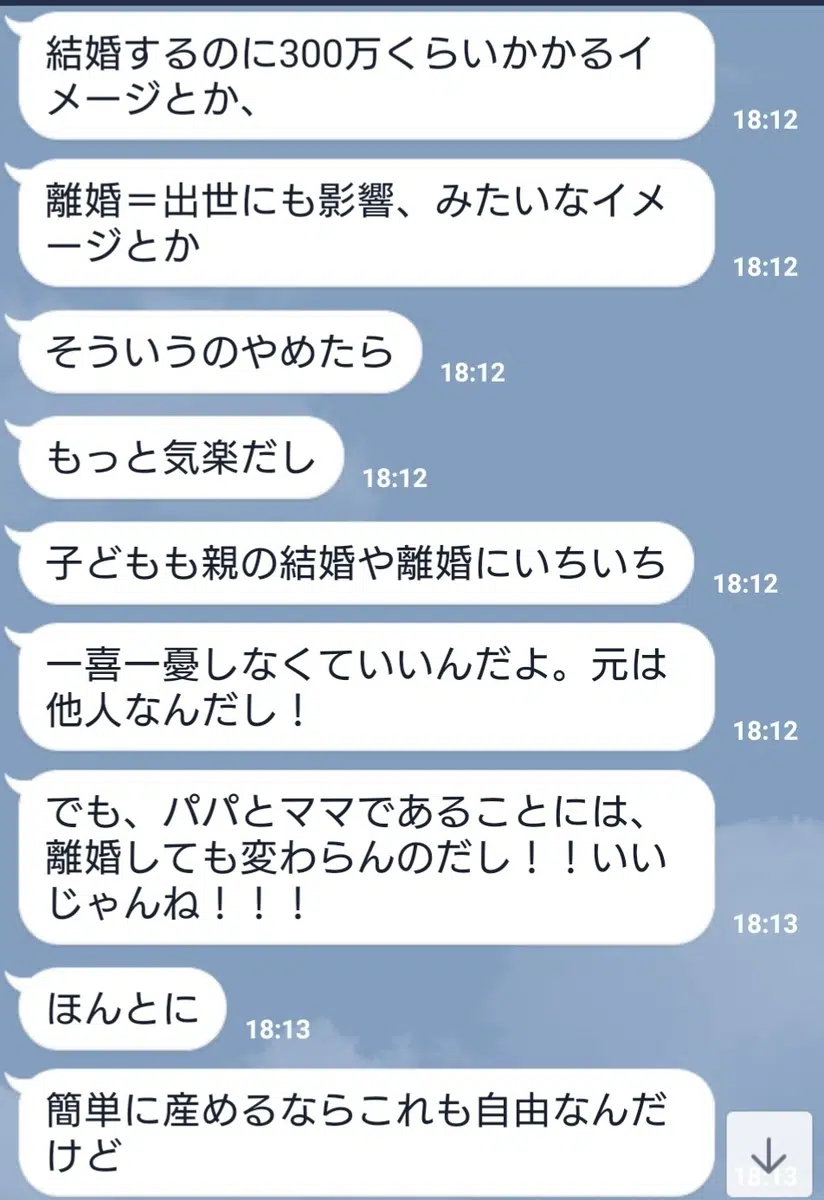 結婚するのに300万くらいかかるイ
メージとか、
18:12
離婚＝出世にも影響、みたいなイメ
ージとか
18:12
そういうのやめたら
18:12
もっと気楽だし
18:12
子どもも親の結婚や離婚にいちいち
18:12
一喜一憂しなくていいんだよ。元は
他人なんだし！
18:12
でも、パパとママであることには、
離婚しても変わらんのだし！！いい
じゃんね！！！
18:13
ほんとに
18:13
簡単に産めるならこれも自由なんだ
けど
18:13